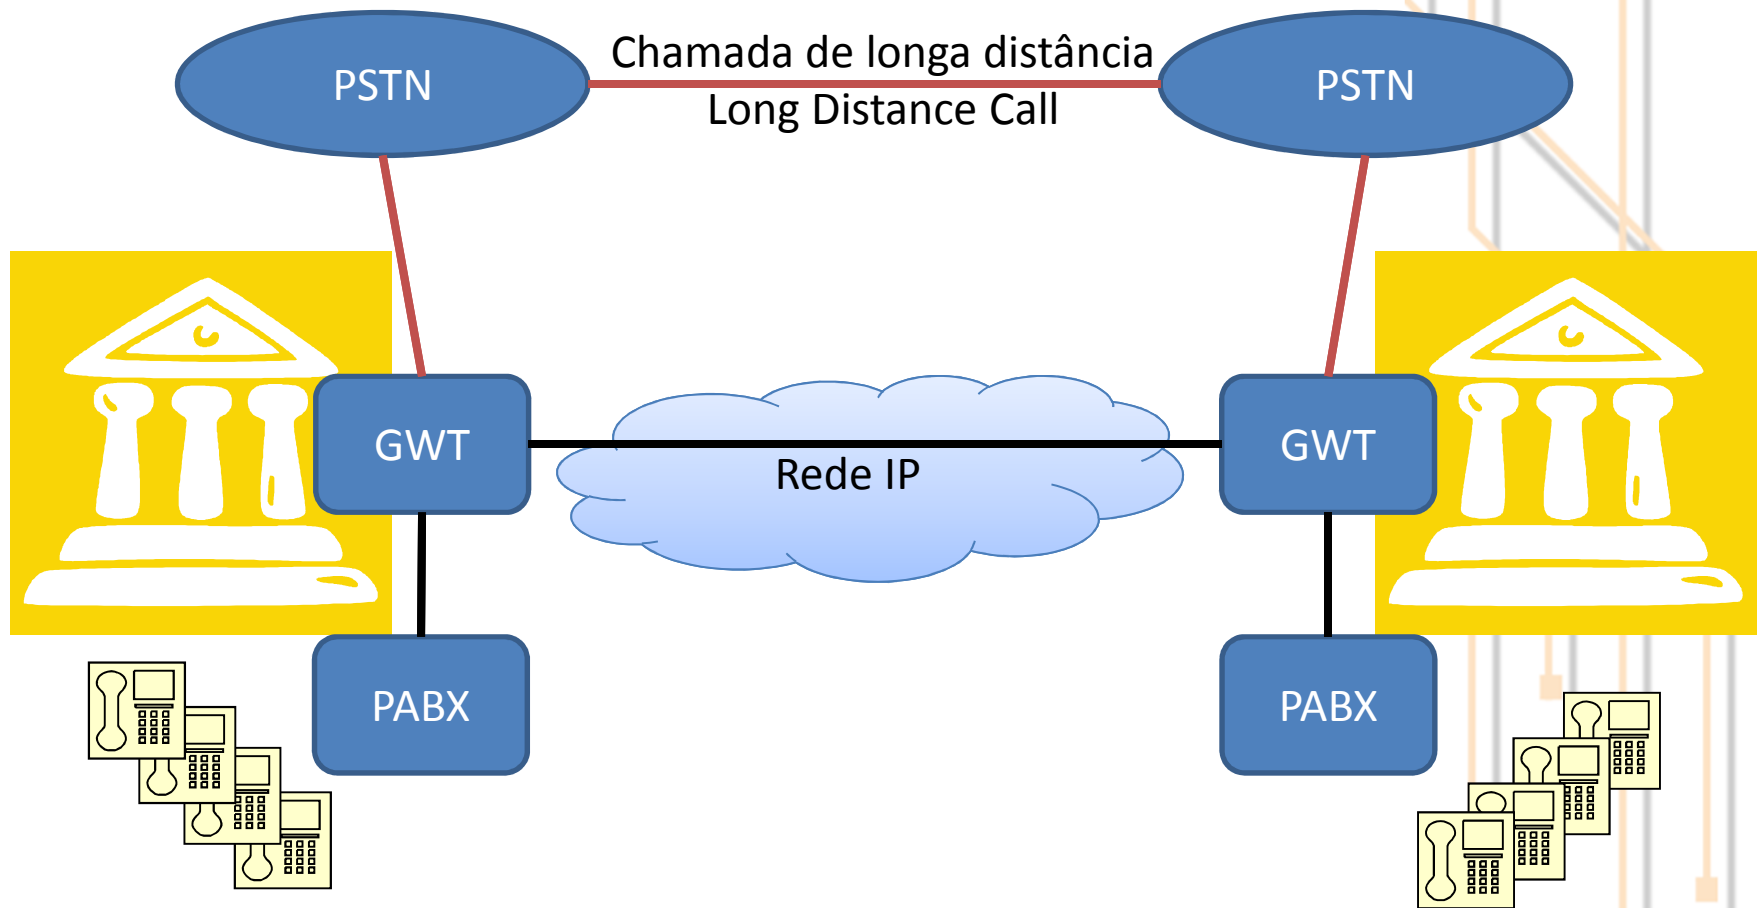 PSTN
Chamada de longa distância
Long Distance Call
PSTN
GWT
Rede IP
GWT
PABX
PABX